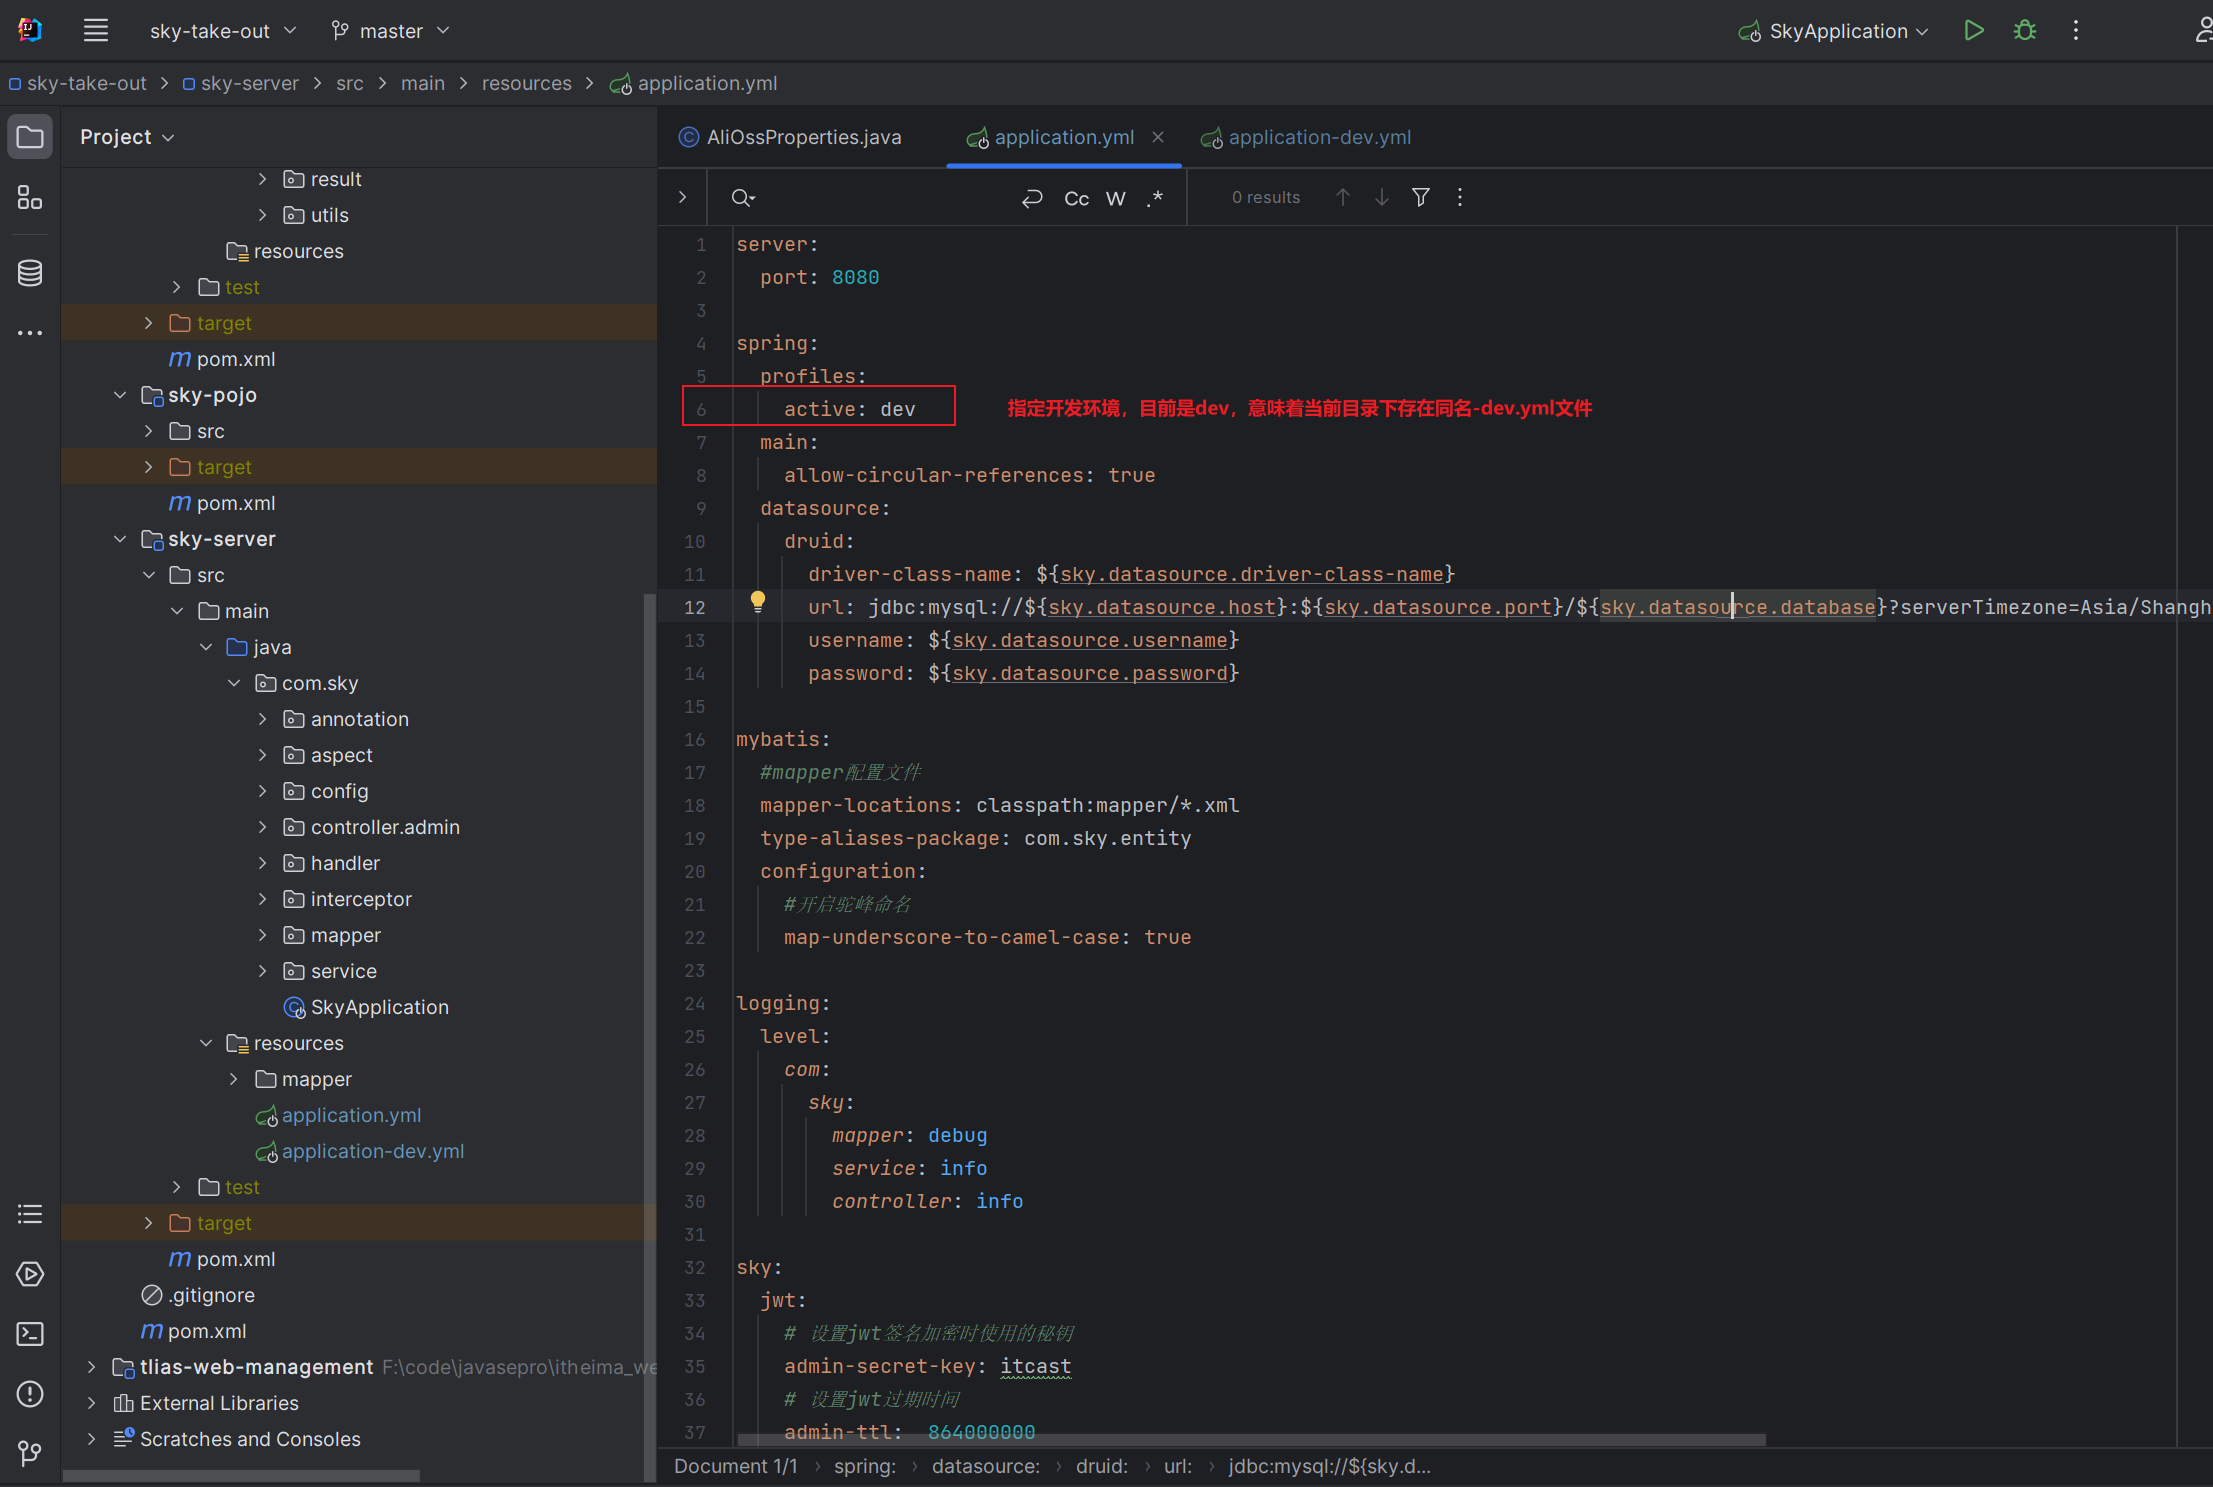 sky-take-out
master
SkyApplication
sky-take-out
sky-server
src
main
resources
application.yml
Project
result
utils
resources
test
target
pom.xml
sky-pojo
src
target
pom.xml
sky-server
src
main
java
com.sky
annotation
aspect
config
controller.admin
handler
interceptor
mapper
service
SkyApplication
resources
mapper
application.yml
application-dev.yml
test
target
pom.xml
.gitignore
pom.xml
tlias-web-management F:\code\javasepro\itheima_we
External Libraries
Scratches and Consoles
AliOssProperties.java
application.yml
application-dev.yml
Cc W .*
0 results
1 server:
2 port: 8080
3
4 spring:
5 profiles:
6 active: dev 指定开发环境，目前是dev，意味着当前目录下存在同名-dev.yml文件
7 main:
8 allow-circular-references: true
9 datasource:
10 druid:
11 driver-class-name: ${sky.datasource.driver-class-name}
12 url: jdbc:mysql://${sky.datasource.host}:${sky.datasource.port}/${sky.datasource.database}?serverTimezone=Asia/Shangh
13 username: ${sky.datasource.username}
14 password: ${sky.datasource.password}
15
16 mybatis:
17 #mapper配置文件
18 mapper-locations: classpath:mapper/*.xml
19 type-aliases-package: com.sky.entity
20 configuration:
21 #开启驼峰命名
22 map-underscore-to-camel-case: true
23
24 logging:
25 level:
26 com:
27 sky:
28 mapper: debug
29 service: info
30 controller: info
31
32 sky:
33 jwt:
34 # 设置jwt签名加密时使用的秘钥
35 admin-secret-key: itcast
36 # 设置jwt过期时间
37 admin-ttl: 864000000
Document 1/1 › spring: › datasource: › druid: › url: › jdbc:mysql://${sky.d...